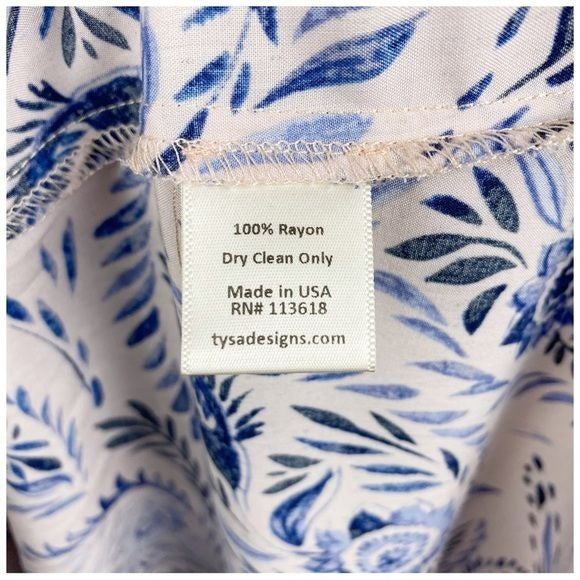 100% Rayon
Dry Clean Only
Made in USA
RN# 113618
tysadesigns.com